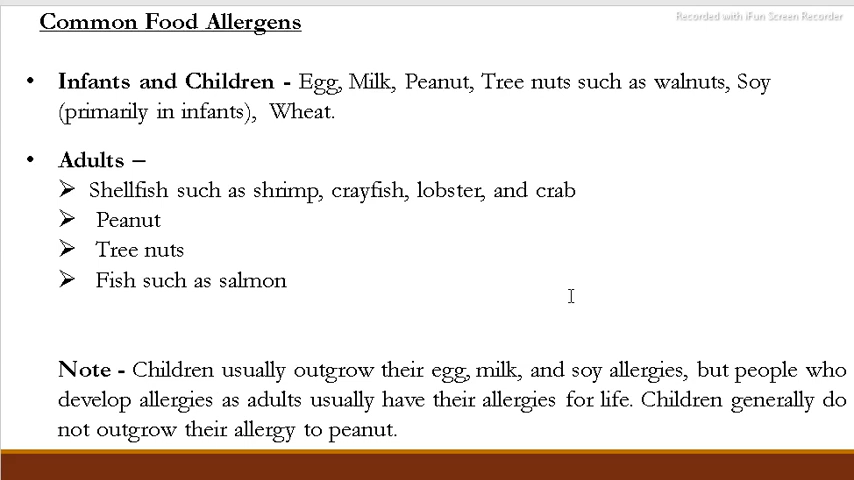 Common Food Allergens
Recorded with iFun Screen Recorder
• Infants and Children - Egg, Milk, Peanut, Tree nuts such as walnuts, Soy
(primarily in infants), Wheat.
• Adults –
➢ Shellfish such as shrimp, crayfish, lobster, and crab
➢ Peanut
➢ Tree nuts
➢ Fish such as salmon
Note - Children usually outgrow their egg, milk, and soy allergies, but people who
develop allergies as adults usually have their allergies for life. Children generally do
not outgrow their allergy to peanut.